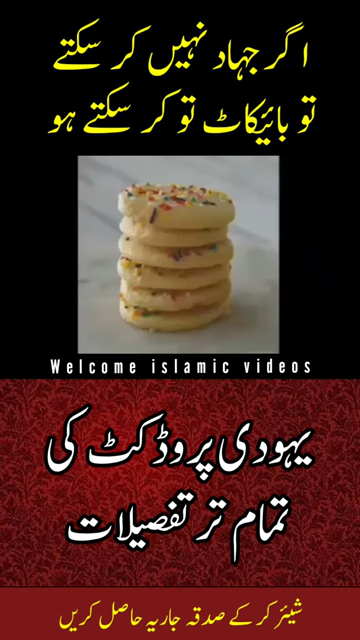 اگر جہاد نہیں کر سکتے
تو بائیکاٹ تو کر سکتے ہو
Welcome islamic videos
یہودی پروڈکٹ کی
تمام تر تفصیلات
شیئر کر کے صدقہ جاریہ حاصل کریں